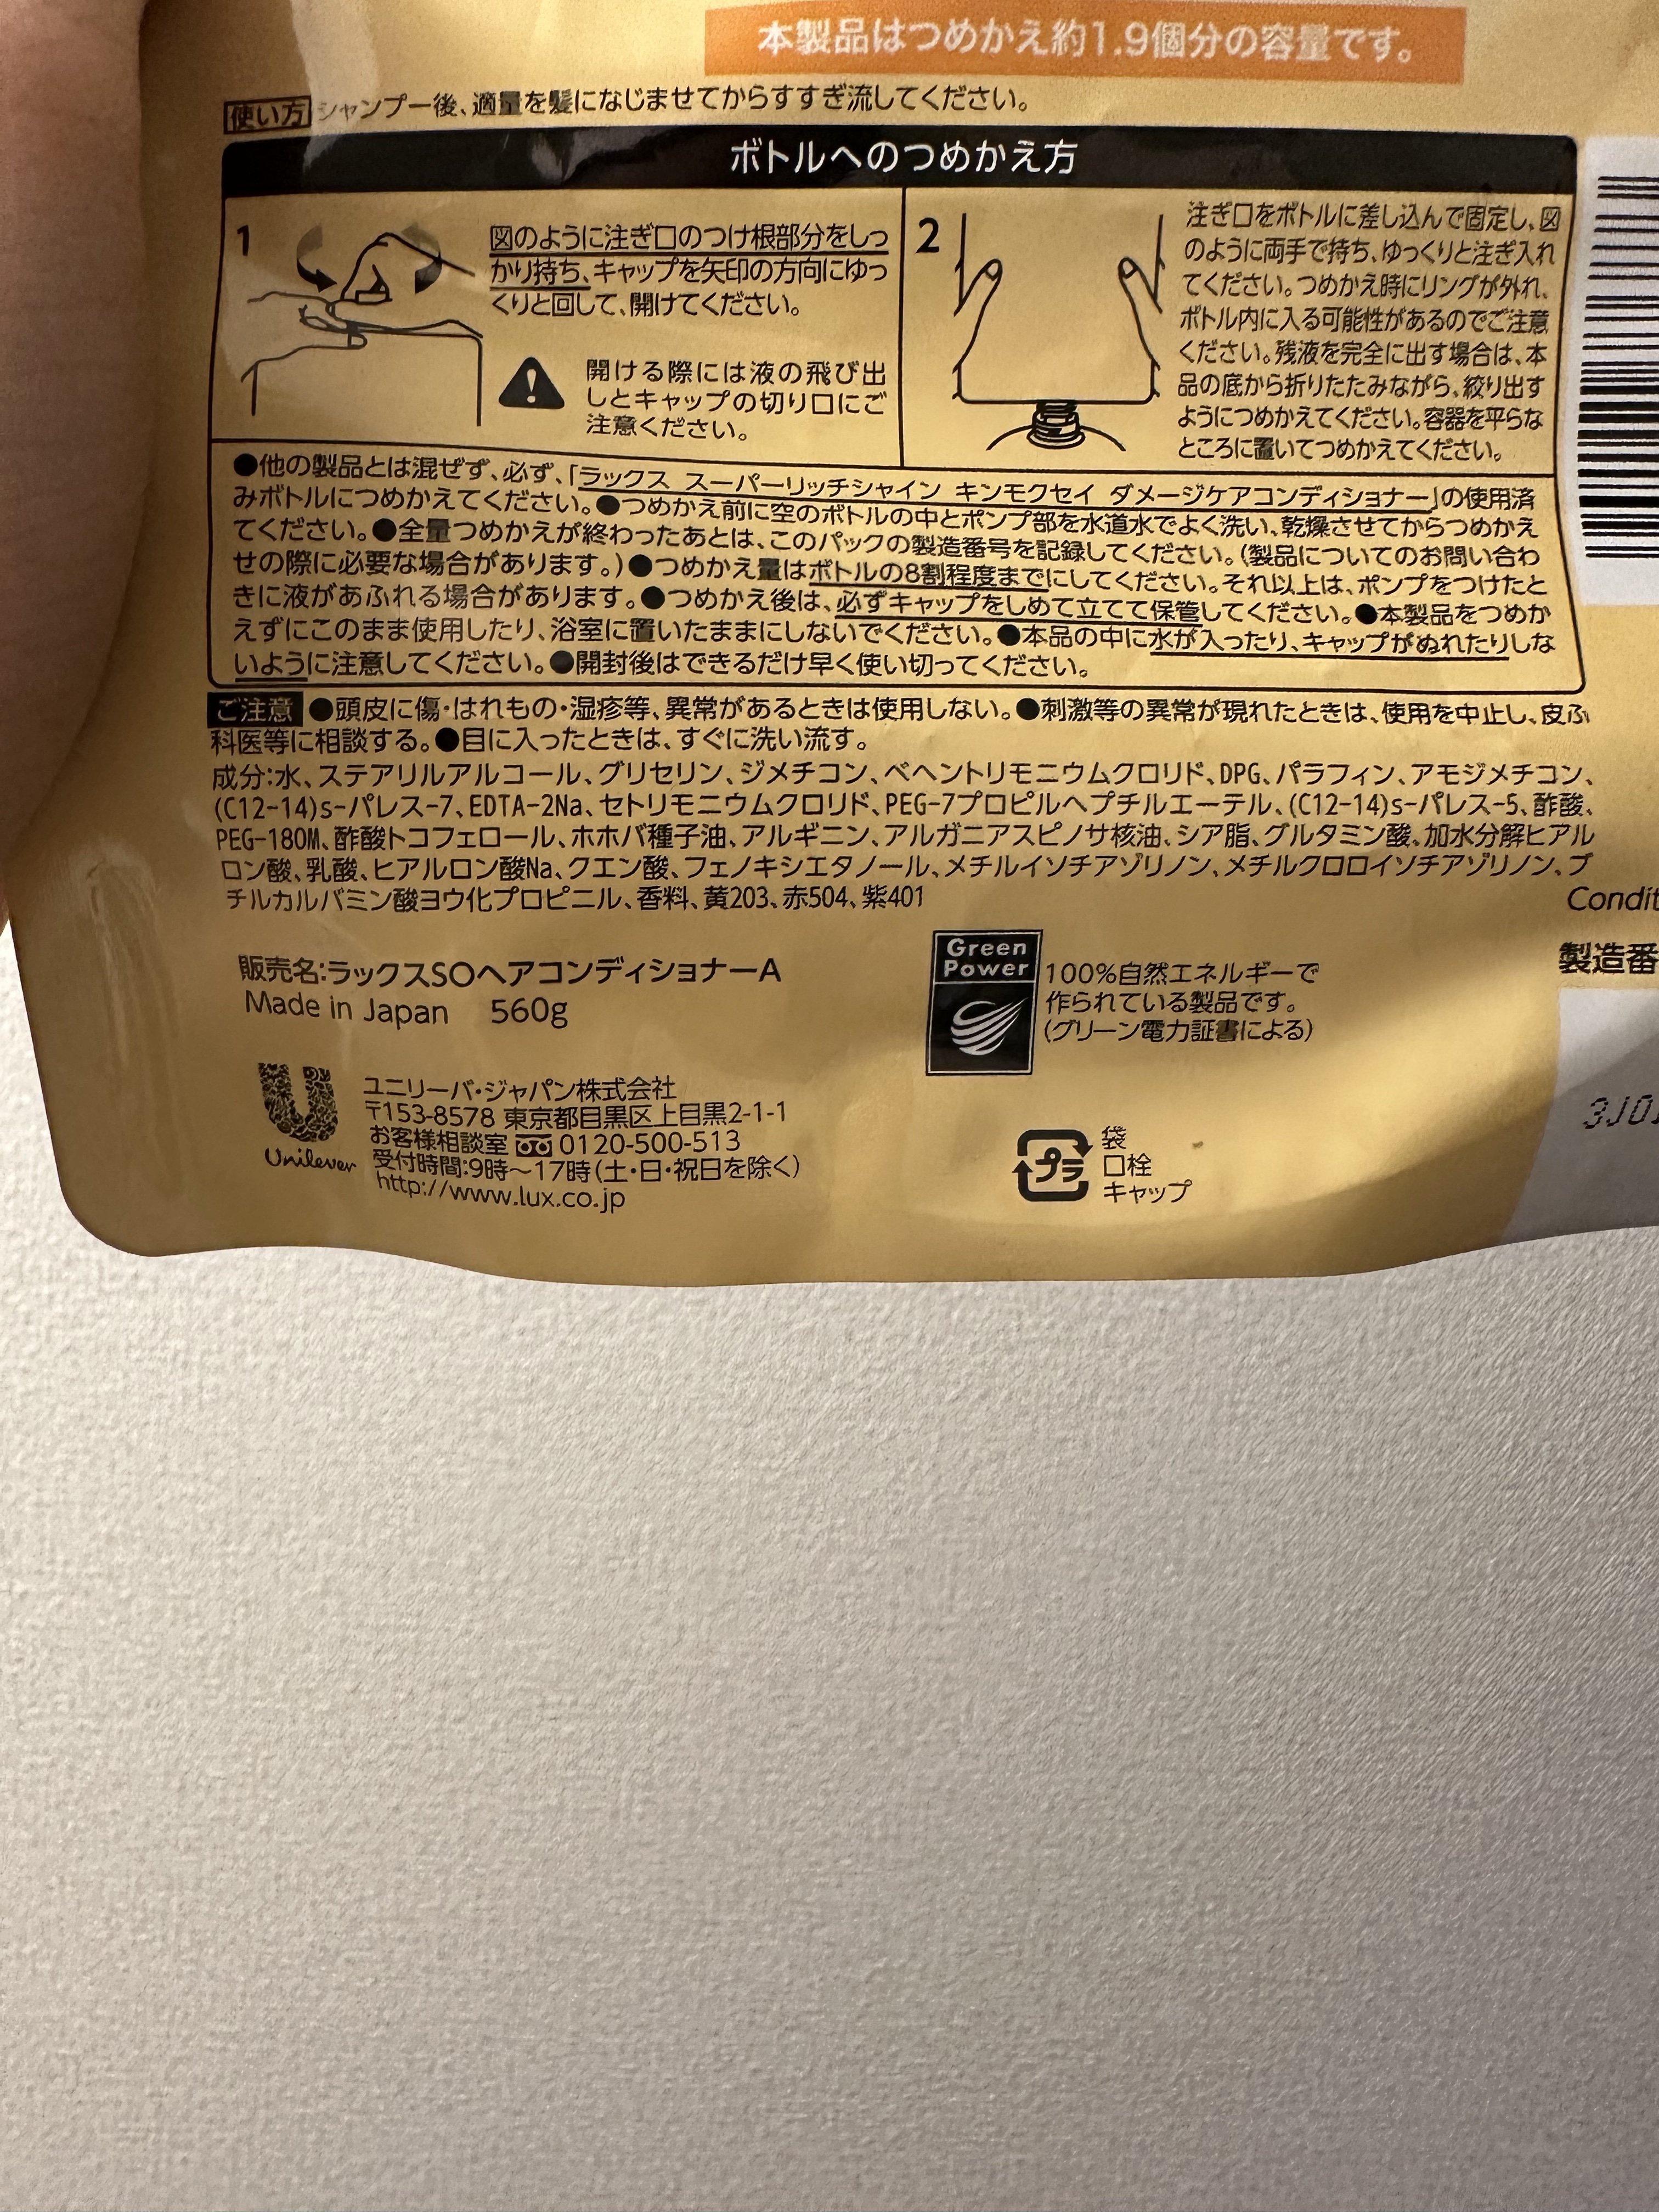 本製品はつめかえ約1.9個分の容量です。
使い方 シャンプー後、適量を髪になじませてからすすぎ流してください。
ボトルへのつめかえ方
1
図のように注ぎ口のつけ根部分をしっ
かり持ち、キャップを矢印の方向にゆっ
くりと回して、開けてください。
開ける際には液の飛び出
しとキャップの切り口にご
注意ください。
2
注ぎ口をボトルに差し込んで固定し、図
のように両手で持ち、ゆっくりと注ぎ入れ
てください。つめかえ時にリングが外れ、
ボトル内に入る可能性があるのでご注意
ください。残液を完全に出す場合は、本
品の底から折りたたみながら、絞り出す
ようにつめかえてください。容器を平らな
ところに置いてつめかえてください。
●他の製品とは混ぜず、必ず、「ラックス スーパーリッチシャイン キンモクセイ ダメージケアコンディショナー」の使用済
みボトルにつめかえてください。●つめかえ前に空のボトルの中とポンプ部を水道水でよく洗い、乾燥させてからつめかえ
てください。●全量つめかえが終わったあとは、このパックの製造番号を記録してください。(製品についてのお問い合わ
せの際に必要な場合があります。)●つめかえ量はボトルの8割程度までにしてください。それ以上は、ポンプをつけたと
きに液があふれる場合があります。●つめかえ後は、必ずキャップをしめて立てて保管してください。●本製品をつめか
えずにこのまま使用したり、浴室に置いたままにしないでください。●本品の中に水が入ったり、キャップがぬれたりしな
いように注意してください。●開封後はできるだけ早く使い切ってください。
ご注意 ●頭皮に傷・はれもの・湿疹等、異常があるときは使用しない。●刺激等の異常が現れたときは、使用を中止し、皮ふ
科医等に相談する。●目に入ったときは、すぐに洗い流す。
成分:水、ステアリルアルコール、グリセリン、ジメチコン、ベヘントリモニウムクロリド、DPG、パラフィン、アモジメチコン、
(C12-14)s-パレス-7、EDTA-2Na、セトリモニウムクロリド、PEG-7プロピルヘプチルエーテル、(C12-14)s-パレス-5、酢酸、
PEG-180M、酢酸トコフェロール、ホホバ種子油、アルギニン、アルガニアスピノサ核油、シア脂、グルタミン酸、加水分解ヒアル
ロン酸、乳酸、ヒアルロン酸Na、クエン酸、フェノキシエタノール、メチルイソチアゾリノン、メチルクロロイソチアゾリノン、ブ
チルカルバミン酸ヨウ化プロピニル、香料、黄203、赤504、紫401
Condit
製造番
3J01
販売名:ラックスSOヘアコンディショナーA
Made in Japan 560g
Green
Power
100%自然エネルギーで
作られている製品です。
(グリーン電力証書による)
Unilever
ユニリーバ・ジャパン株式会社
〒153-8578 東京都目黒区上目黒2-1-1
お客様相談室 0120-500-513
受付時間:9時～17時(土・日・祝日を除く)
http://www.lux.co.jp
プラ
袋
口栓
キャップ